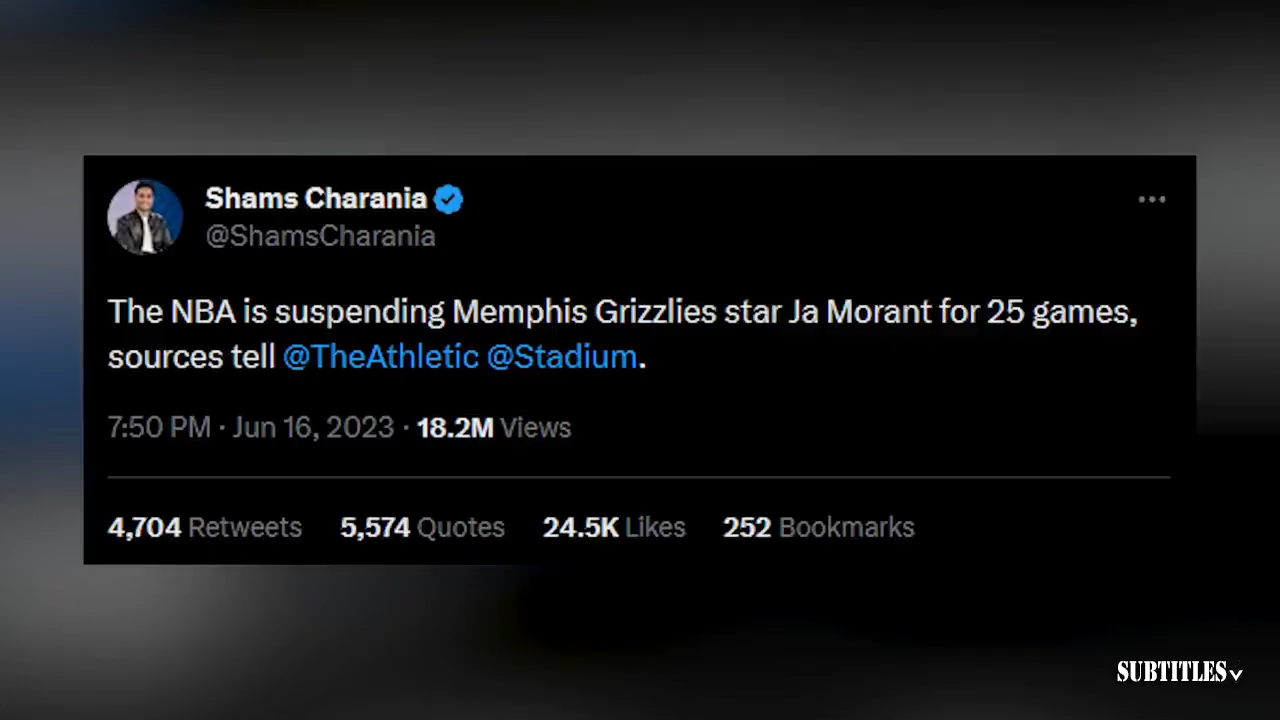 Shams Charania
@ShamsCharania
The NBA is suspending Memphis Grizzlies star Ja Morant for 25 games,
sources tell @TheAthletic @Stadium.
7:50 PM · Jun 16, 2023 · 18.2M Views
4,704 Retweets 5,574 Quotes 24.5K Likes 252 Bookmarks
SUBTITLES